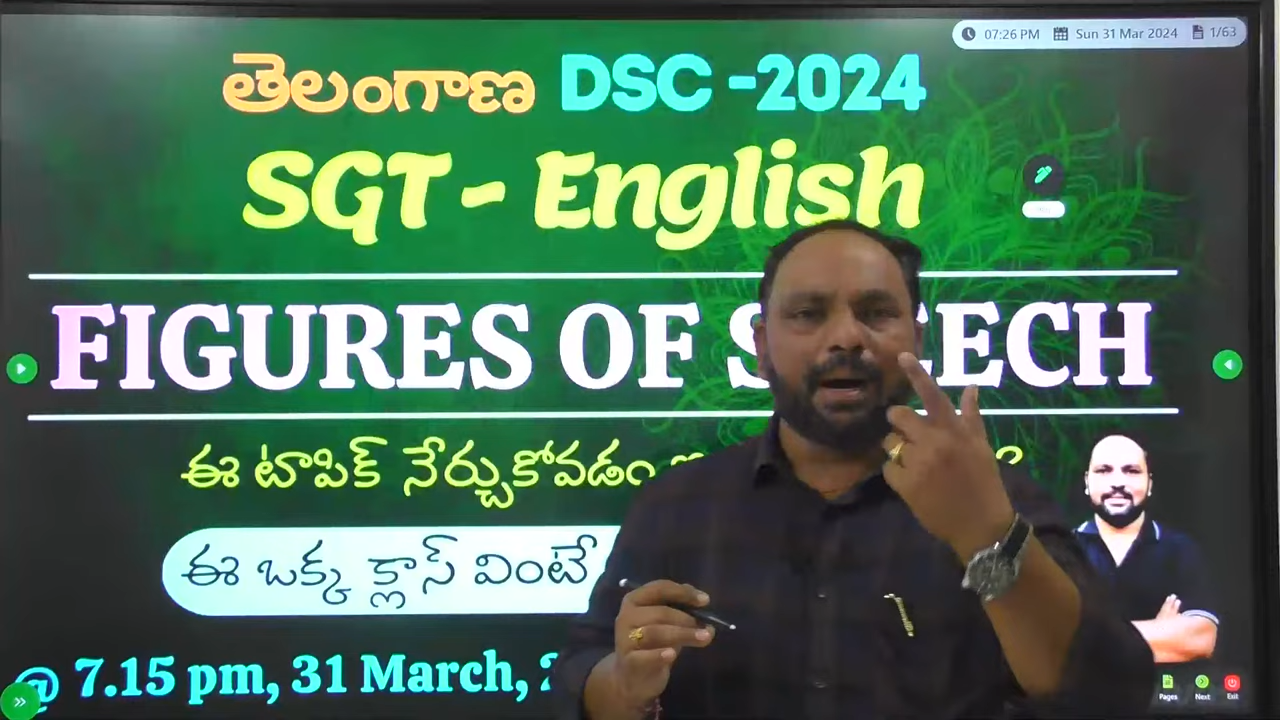 07:26 PM Sun 31 Mar 2024 1/63
తెలంగాణ DSC -2024
SGT - English
FIGURES OF S ECH
ఈ టాపిక్ నేర్చుకోవడం
ఈ ఒక్క క్లాస్ వింటే
@ 7.15 pm, 31 March, 2
Pages Next Exit